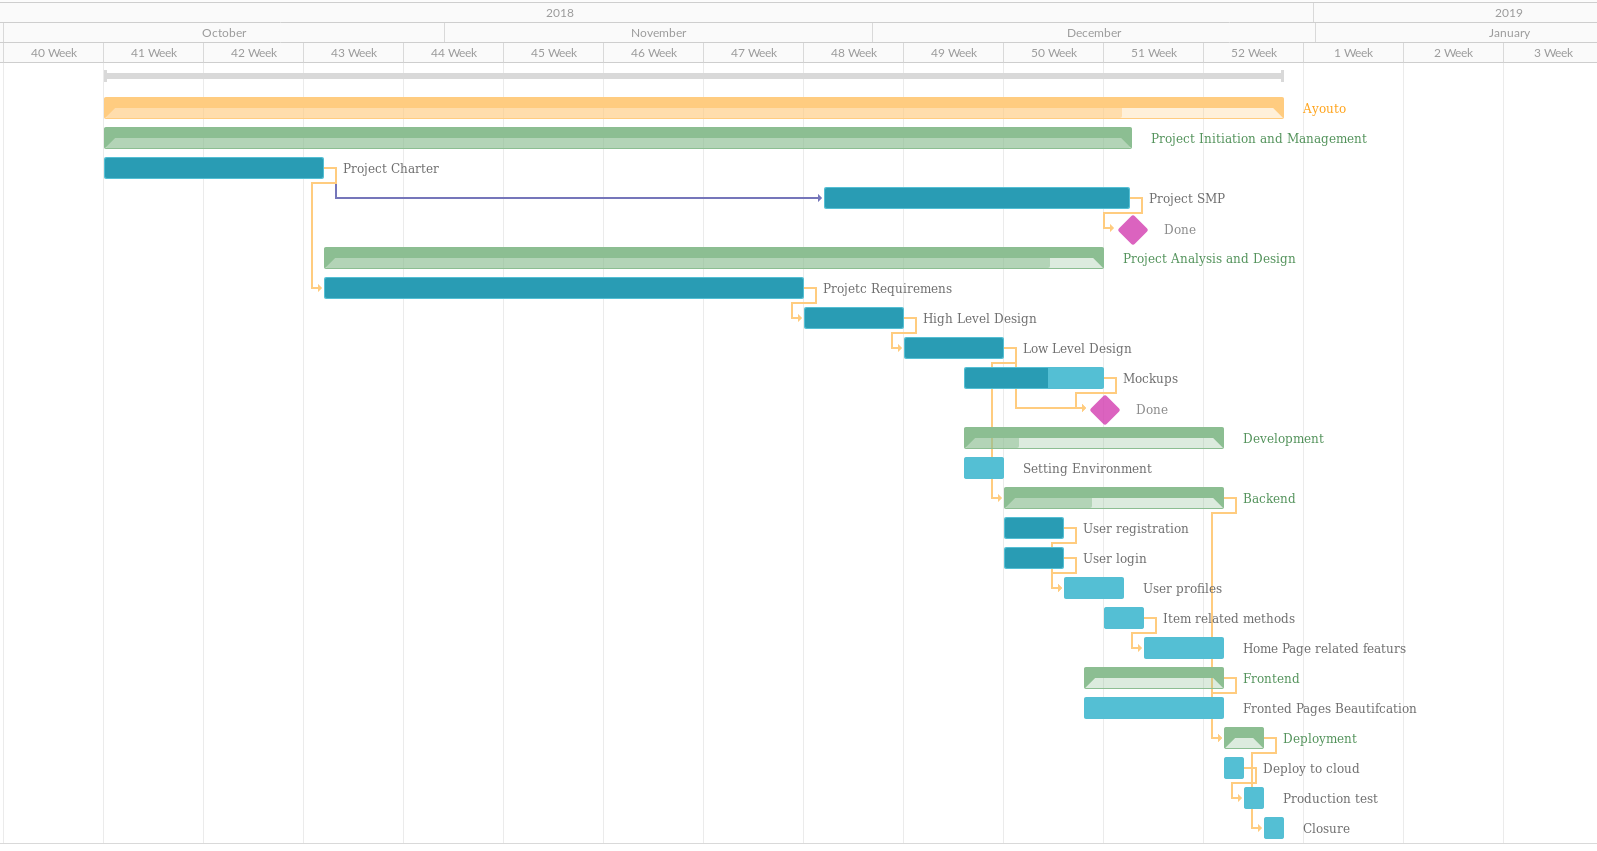 2018 2019
October November December January
40 Week 41 Week 42 Week 43 Week 44 Week 45 Week 46 Week 47 Week 48 Week 49 Week 50 Week 51 Week 52 Week 1 Week 2 Week 3 Week
Ayouto
Project Initiation and Management
Project Charter
Project SMP
Done
Project Analysis and Design
Projetc Requiremens
High Level Design
Low Level Design
Mockups
Done
Development
Setting Environment
Backend
User registration
User login
User profiles
Item related methods
Home Page related featurs
Frontend
Fronted Pages Beautifcation
Deployment
Deploy to cloud
Production test
Closure